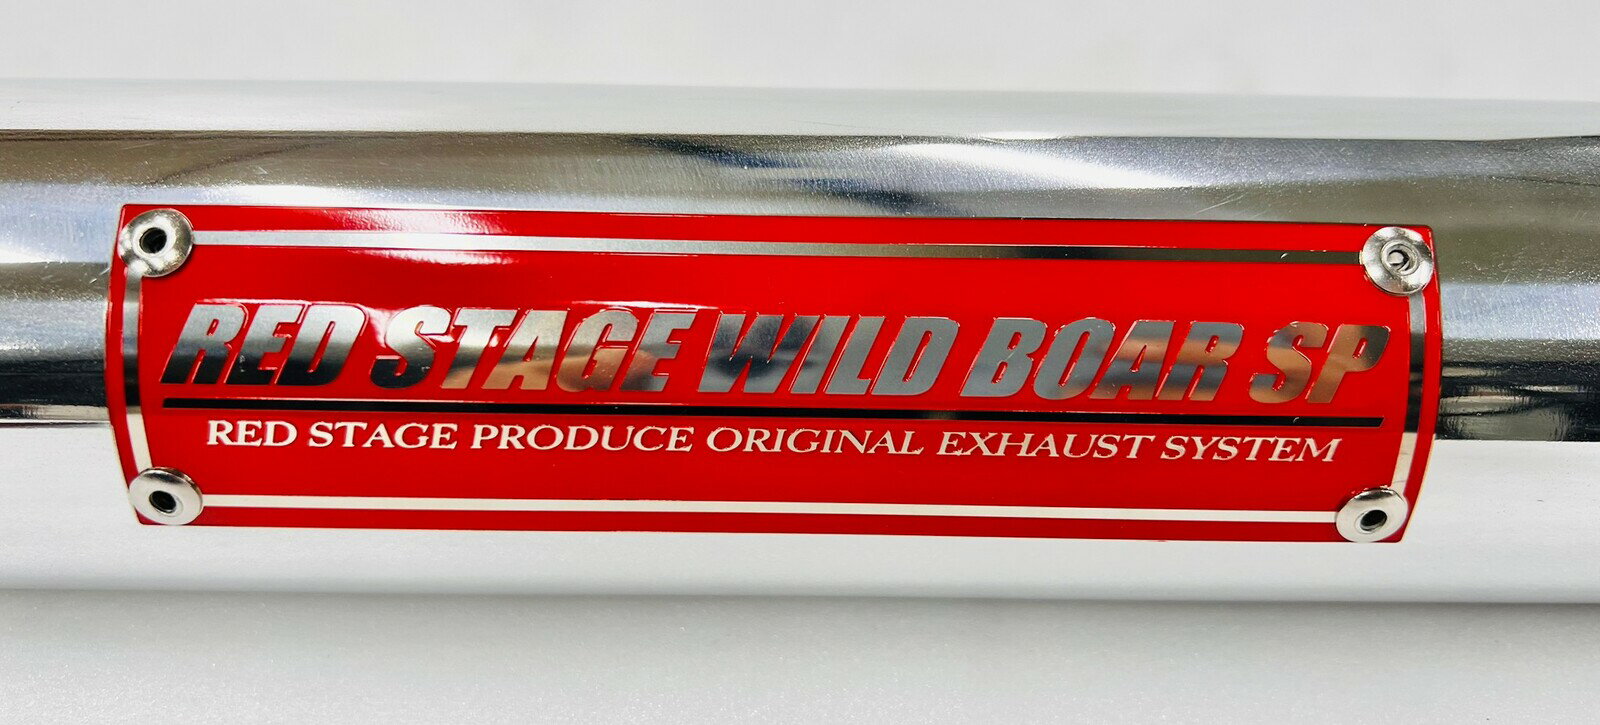 RED STAGE WILD BOAR SP
RED STAGE PRODUCE ORIGINAL EXHAUST SYSTEM